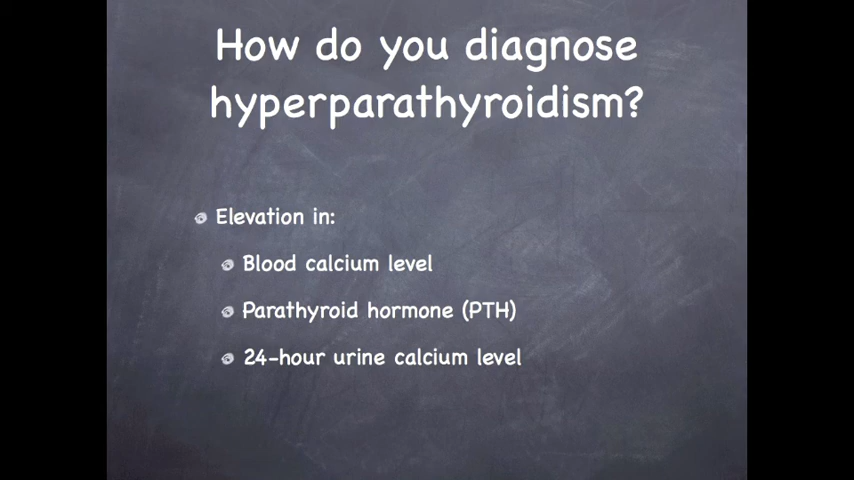 How do you diagnose
hyperparathyroidism?
Elevation in:
Blood calcium level
Parathyroid hormone (PTH)
24-hour urine calcium level